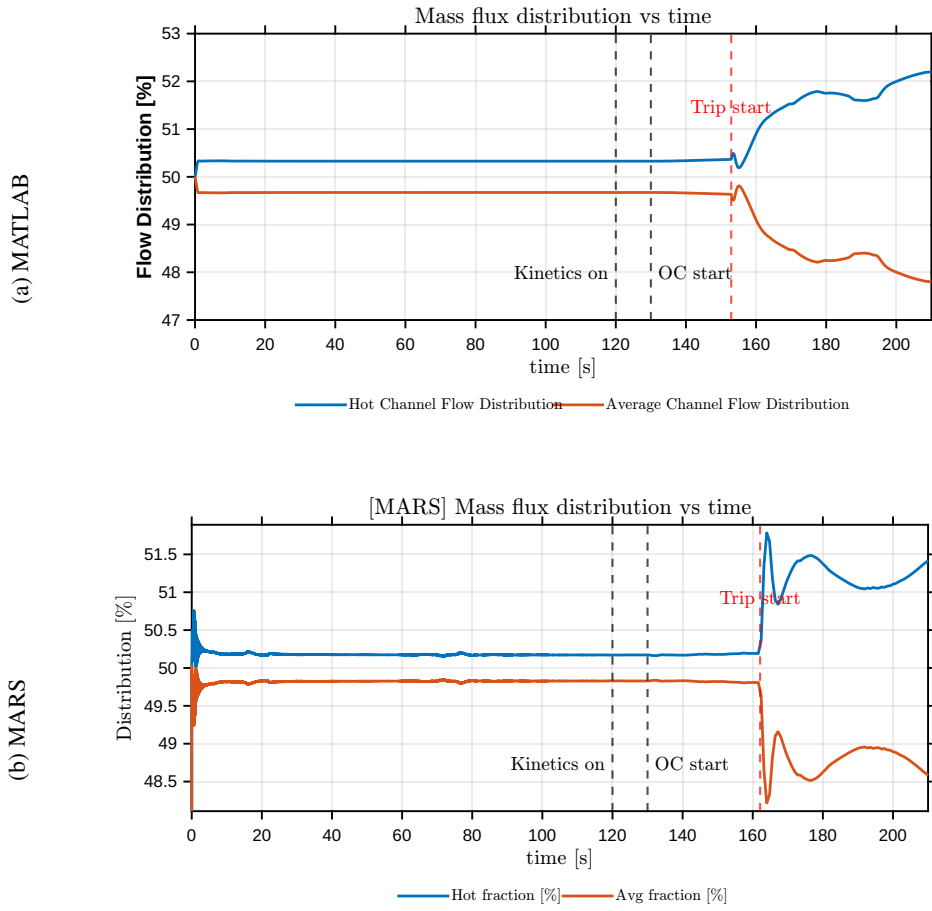 Mass flux distribution vs time
53
52
51
50
49
48
47
Flow Distribution [%]
(a) MATLAB
Trip start
Kinetics on
OC start
0 20 40 60 80 100 120 140 160 180 200
time [s]
Hot Channel Flow Distribution
Average Channel Flow Distribution
[MARS] Mass flux distribution vs time
51.5
51
50.5
50
49.5
49
48.5
Distribution [%]
(b) MARS
Trip start
Kinetics on
OC start
0 20 40 60 80 100 120 140 160 180 200
time [s]
Hot fraction [%]
Avg fraction [%]